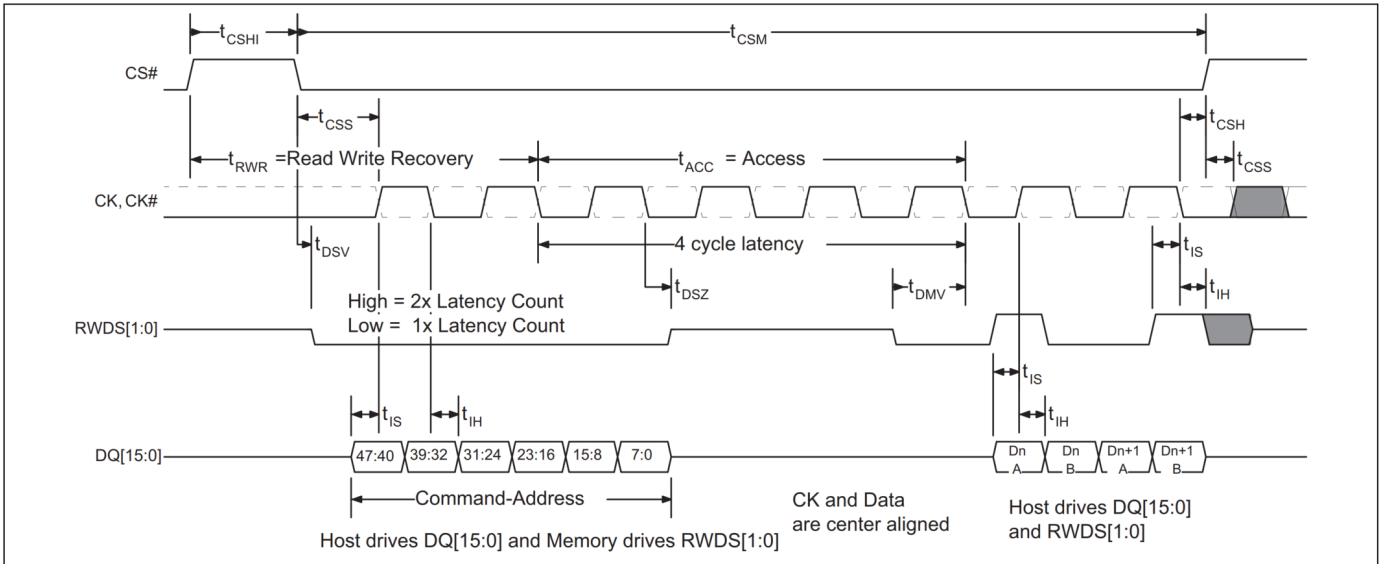 tCSHI
tCSM
CS#
tCSS
tCSH
tRWR =Read Write Recovery
tACC = Access
tCSS
CK, CK#
tDSV
4 cycle latency
tIS
tDSZ
tDMV
tIH
High = 2x Latency Count
Low = 1x Latency Count
RWDS[1:0]
tIS
tIS
tIH
tIH
DQ[15:0]
47:40 39:32 31:24 23:16 15:8 7:0
Dn Dn Dn+1 Dn+1
A B A B
Command-Address
CK and Data
are center aligned
Host drives DQ[15:0]
and RWDS[1:0]
Host drives DQ[15:0] and Memory drives RWDS[1:0]